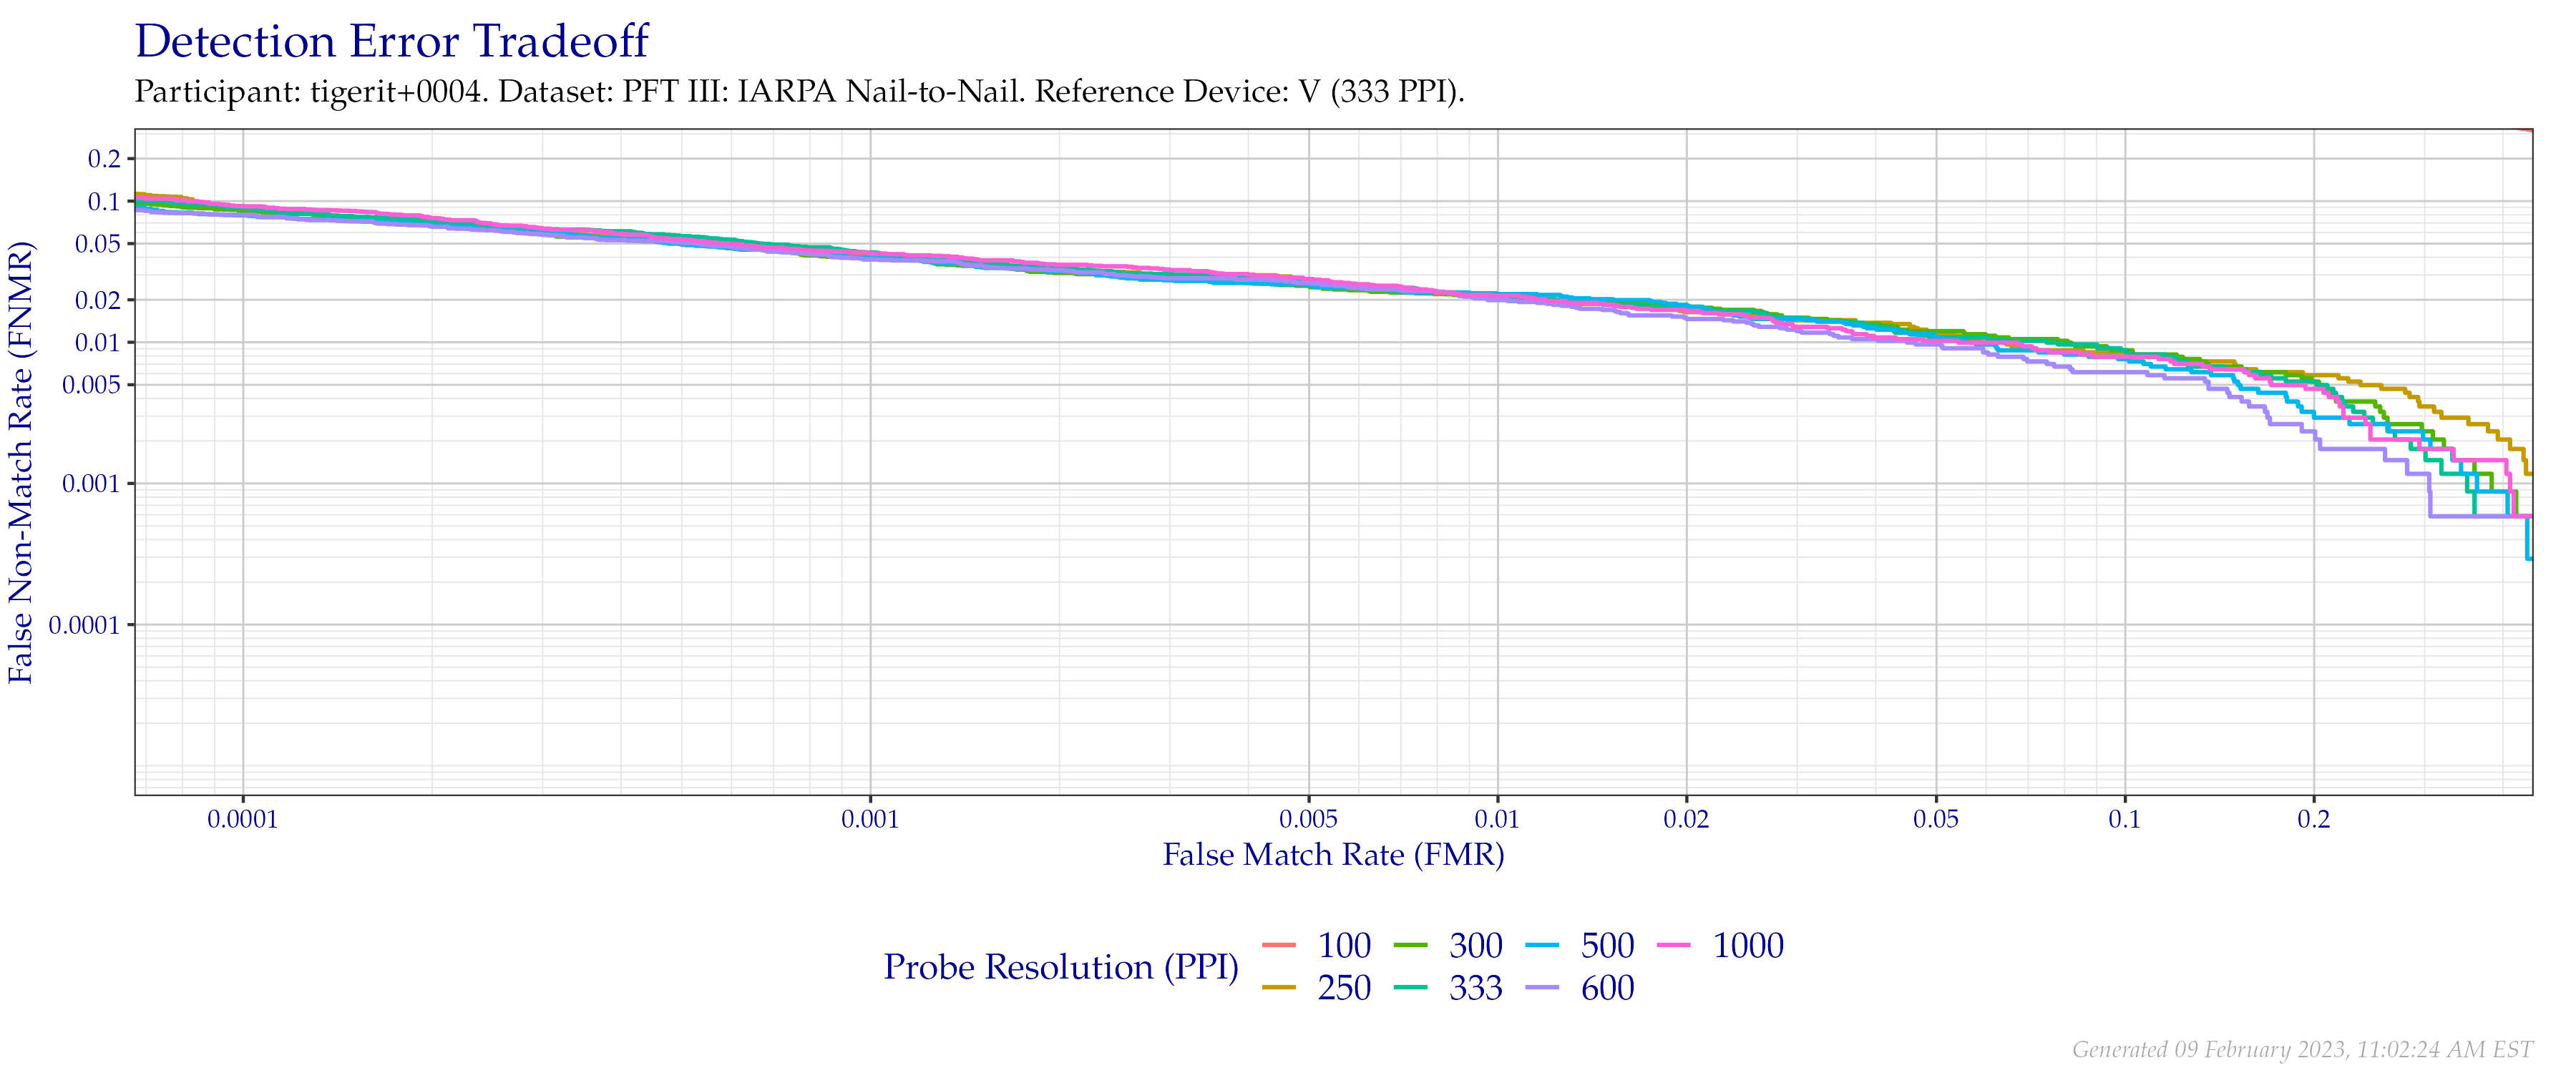 Detection Error Tradeoff
Participant: tigerit+0004. Dataset: PFT III: IARPA Nail-to-Nail. Reference Device: V (333 PPI).
False Non-Match Rate (FNMR)
0.2
0.1
0.05
0.02
0.01
0.005
0.001
0.0001
0.0001 0.001 0.005 0.01 0.02 0.05 0.1 0.2
False Match Rate (FMR)
Probe Resolution (PPI)
100 300 500 1000
250 333 600
Generated 09 February 2023, 11:02:24 AM EST